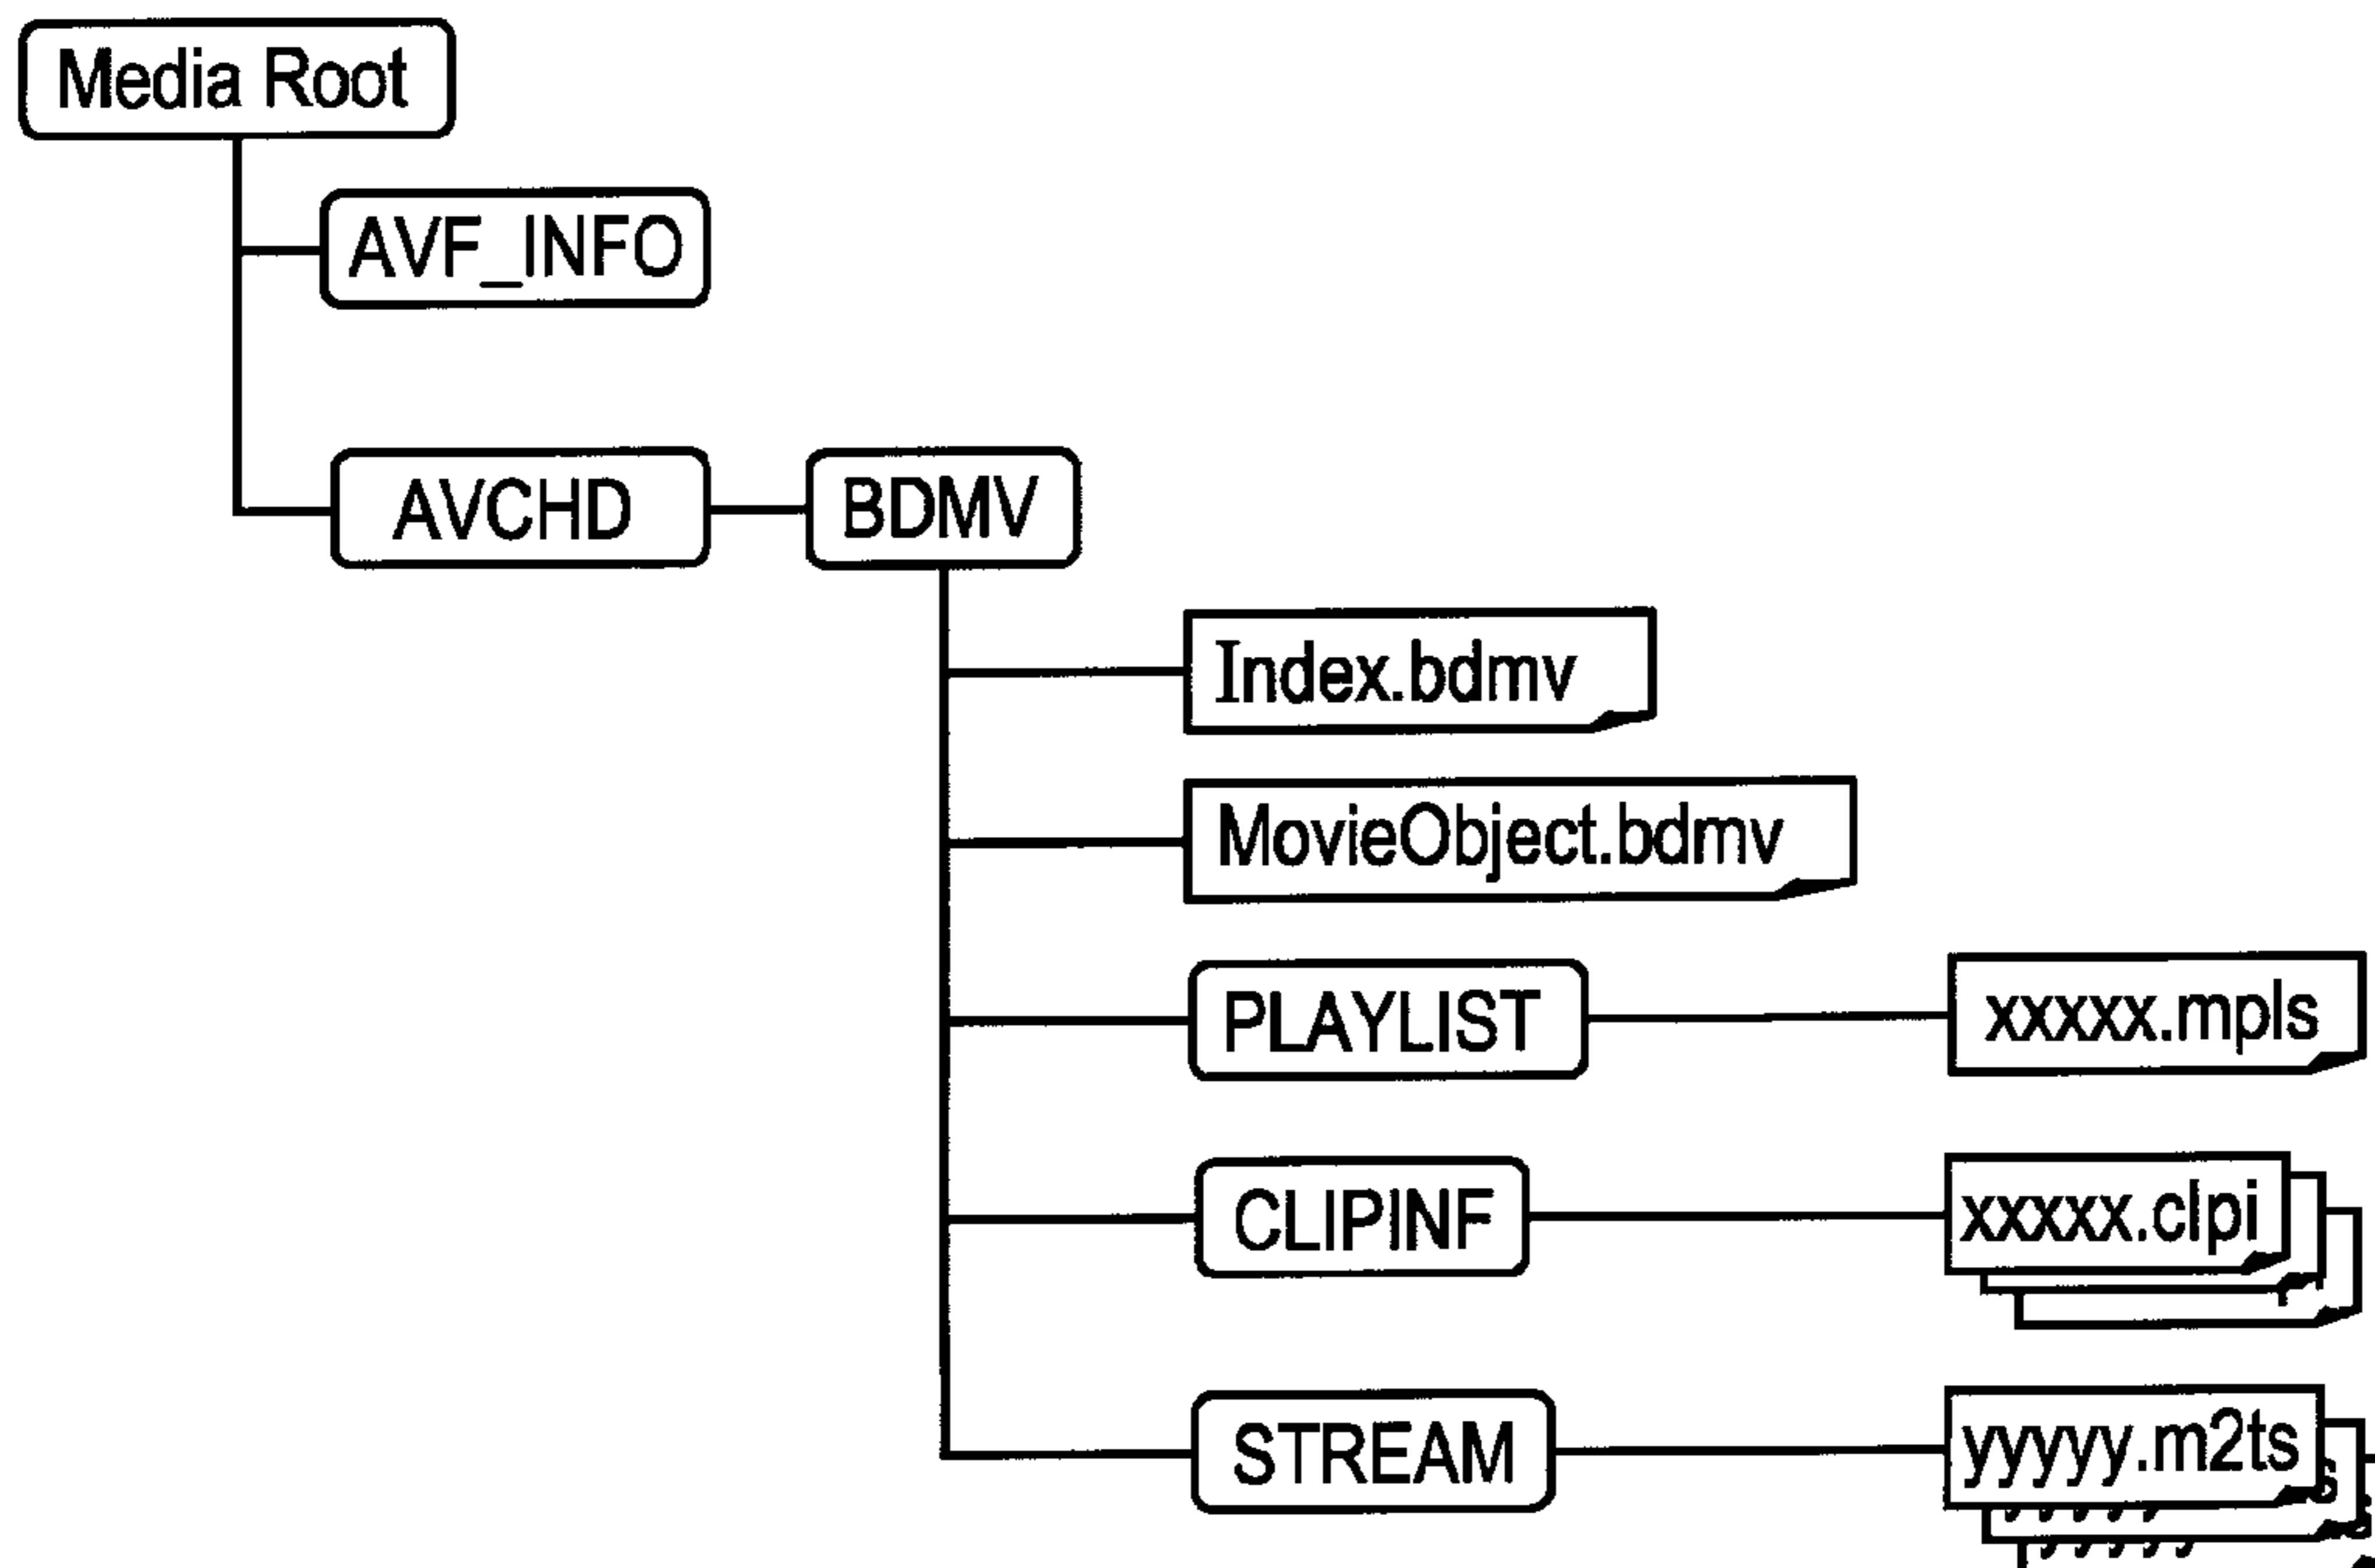 Media Root
AVF_INFO
AVCHD
BDMV
Index.bdmv
MovieObject.bdmv
PLAYLIST
xxxxx.mpls
CLIPINF
xxxxx.clpi
STREAM
yyyyy.m2ts